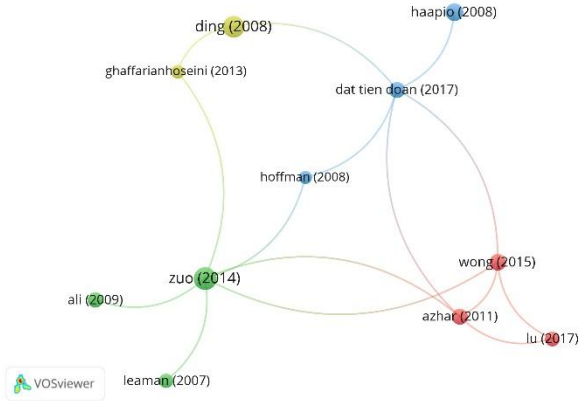 haapio (2008)
ding (2008)
ghaffarianhoseini (2013)
dat tien doan (2017)
hoffman (2008)
wong (2015)
zuo (2014)
ali (2009)
azhar (2011)
lu (2017)
leaman (2007)
VOSviewer